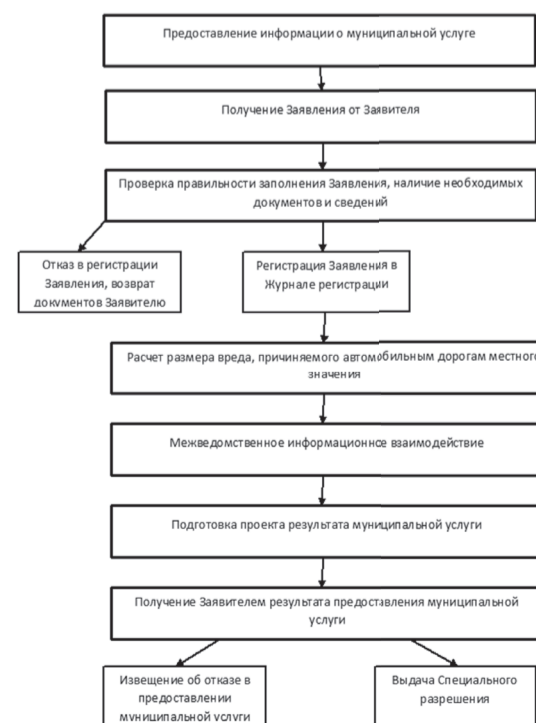 Предоставление информации о муниципальной услуге
Получение Заявления от Заявителя
Проверка правильности заполнения Заявления, наличие необходимых
документов и сведений
Отказ в регистрации
Заявления, возврат
документов Заявителю
Регистрация Заявления в
Журнале регистрации
Расчет размера вреда, причиняемого автомобильным дорогам местного
значения
Межведомственное информационное взаимодействие
Подготовка проекта результата муниципальной услуги
Получение Заявителем результата предоставления муниципальной
услуги
Извещение об отказе в
предоставлении
муниципальной услуги
Выдача Специального
разрешения